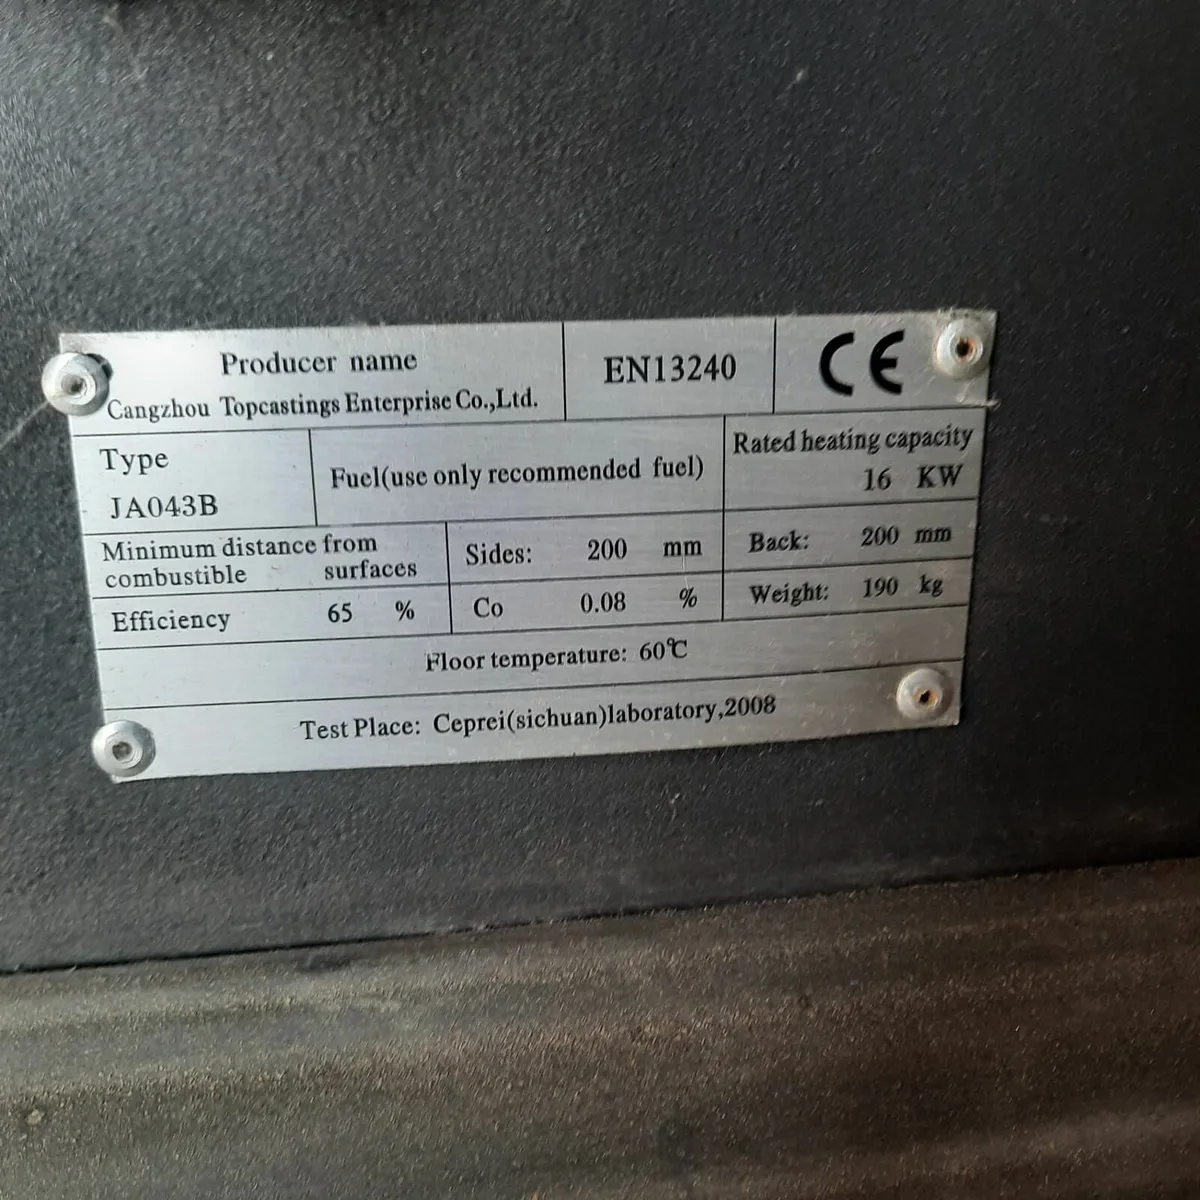 Producer name
Cangzhou Topcastings Enterprise Co.,Ltd.
EN13240
CE
Type
JA043B
Fuel(use only recommended fuel)
Rated heating capacity
16 KW
Minimum distance from
combustible surfaces
Sides: 200 mm
Back: 200 mm
Efficiency 65 %
Co 0.08 %
Weight: 190 kg
Floor temperature: 60℃
Test Place: Ceprei(sichuan)laboratory,2008